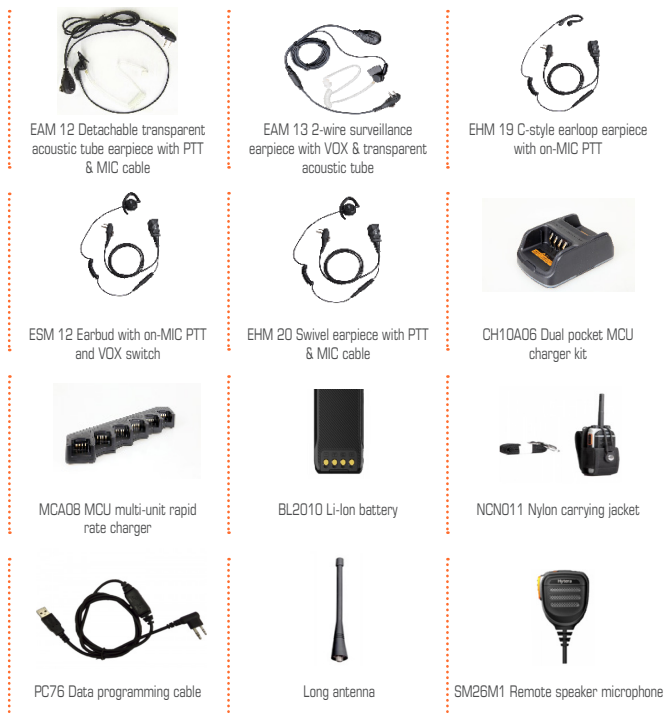 EAM 12 Detachable transparent
acoustic tube earpiece with PTT
& MIC cable
EAM 13 2-wire surveillance
earpiece with VOX & transparent
acoustic tube
EHM 19 C-style earloop earpiece
with on-MIC PTT
ESM 12 Earbud with on-MIC PTT
and VOX switch
EHM 20 Swivel earpiece with PTT
& MIC cable
CH10A06 Dual pocket MCU
charger kit
MCA08 MCU multi-unit rapid
rate charger
BL2010 Li-Ion battery
NCN011 Nylon carrying jacket
PC76 Data programming cable
Long antenna
Hytera
SM26M1 Remote speaker microphone